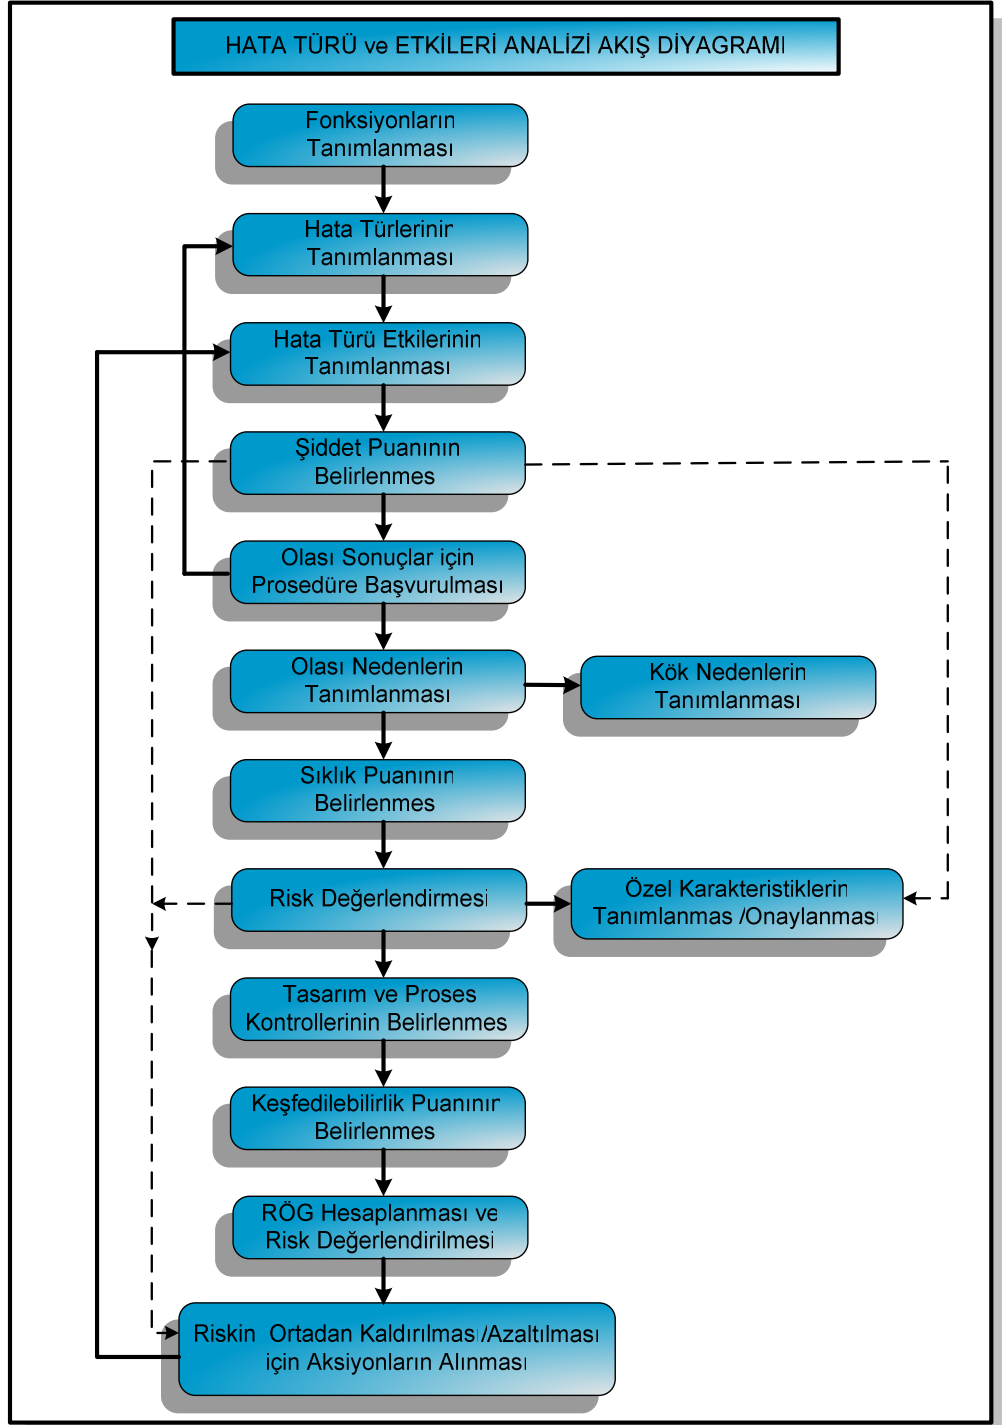 HATA TÜRÜ ve ETKİLERİ ANALİZİ AKIŞ DİYAGRAMI
Fonksiyonların
Tanımlanması
Hata Türlerinin
Tanımlanması
Hata Türü Etkilerinin
Tanımlanması
Şiddet Puanının
Belirlenmes
Olası Sonuçlar için
Prosedüre Başvurulması
Olası Nedenlerin
Tanımlanması
Kök Nedenlerin
Tanımlanması
Sıklık Puanının
Belirlenmes
Risk Değerlendirmesi
Özel Karakteristiklerin
Tanımlanmas /Onaylanması
Tasarım ve Proses
Kontrollerinin Belirlenmes
Keşfedilebilirlik Puanının
Belirlenmes
RÖG Hesaplanması ve
Risk Değerlendirilmesi
Riskin Ortadan Kaldırılması/Azaltılması
için Aksiyonların Alınması